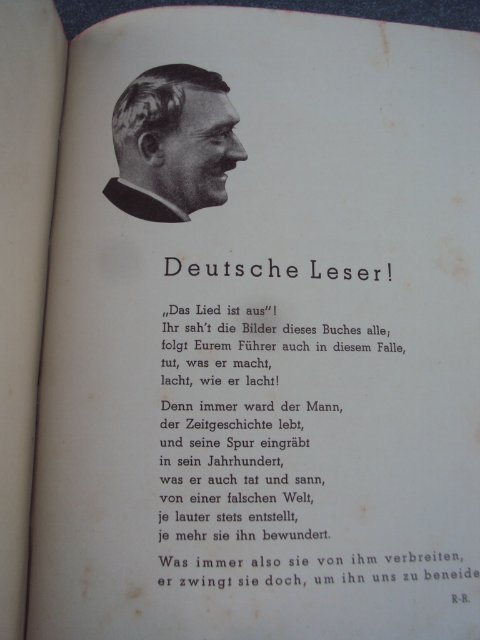 Deutsche Leser!
„Das Lied ist aus"!
Ihr sah't die Bilder dieses Buches alle;
folgt Eurem Führer auch in diesem Falle,
tut, was er macht,
lacht, wie er lacht!
Denn immer ward der Mann,
der Zeitgeschichte lebt,
und seine Spur eingräbt
in sein Jahrhundert,
was er auch tat und sann,
von einer falschen Welt,
je lauter stets entstellt,
je mehr sie ihn bewundert.
Was immer also sie von ihm verbreiten,
er zwingt sie doch, um ihn uns zu beneide
R-R.